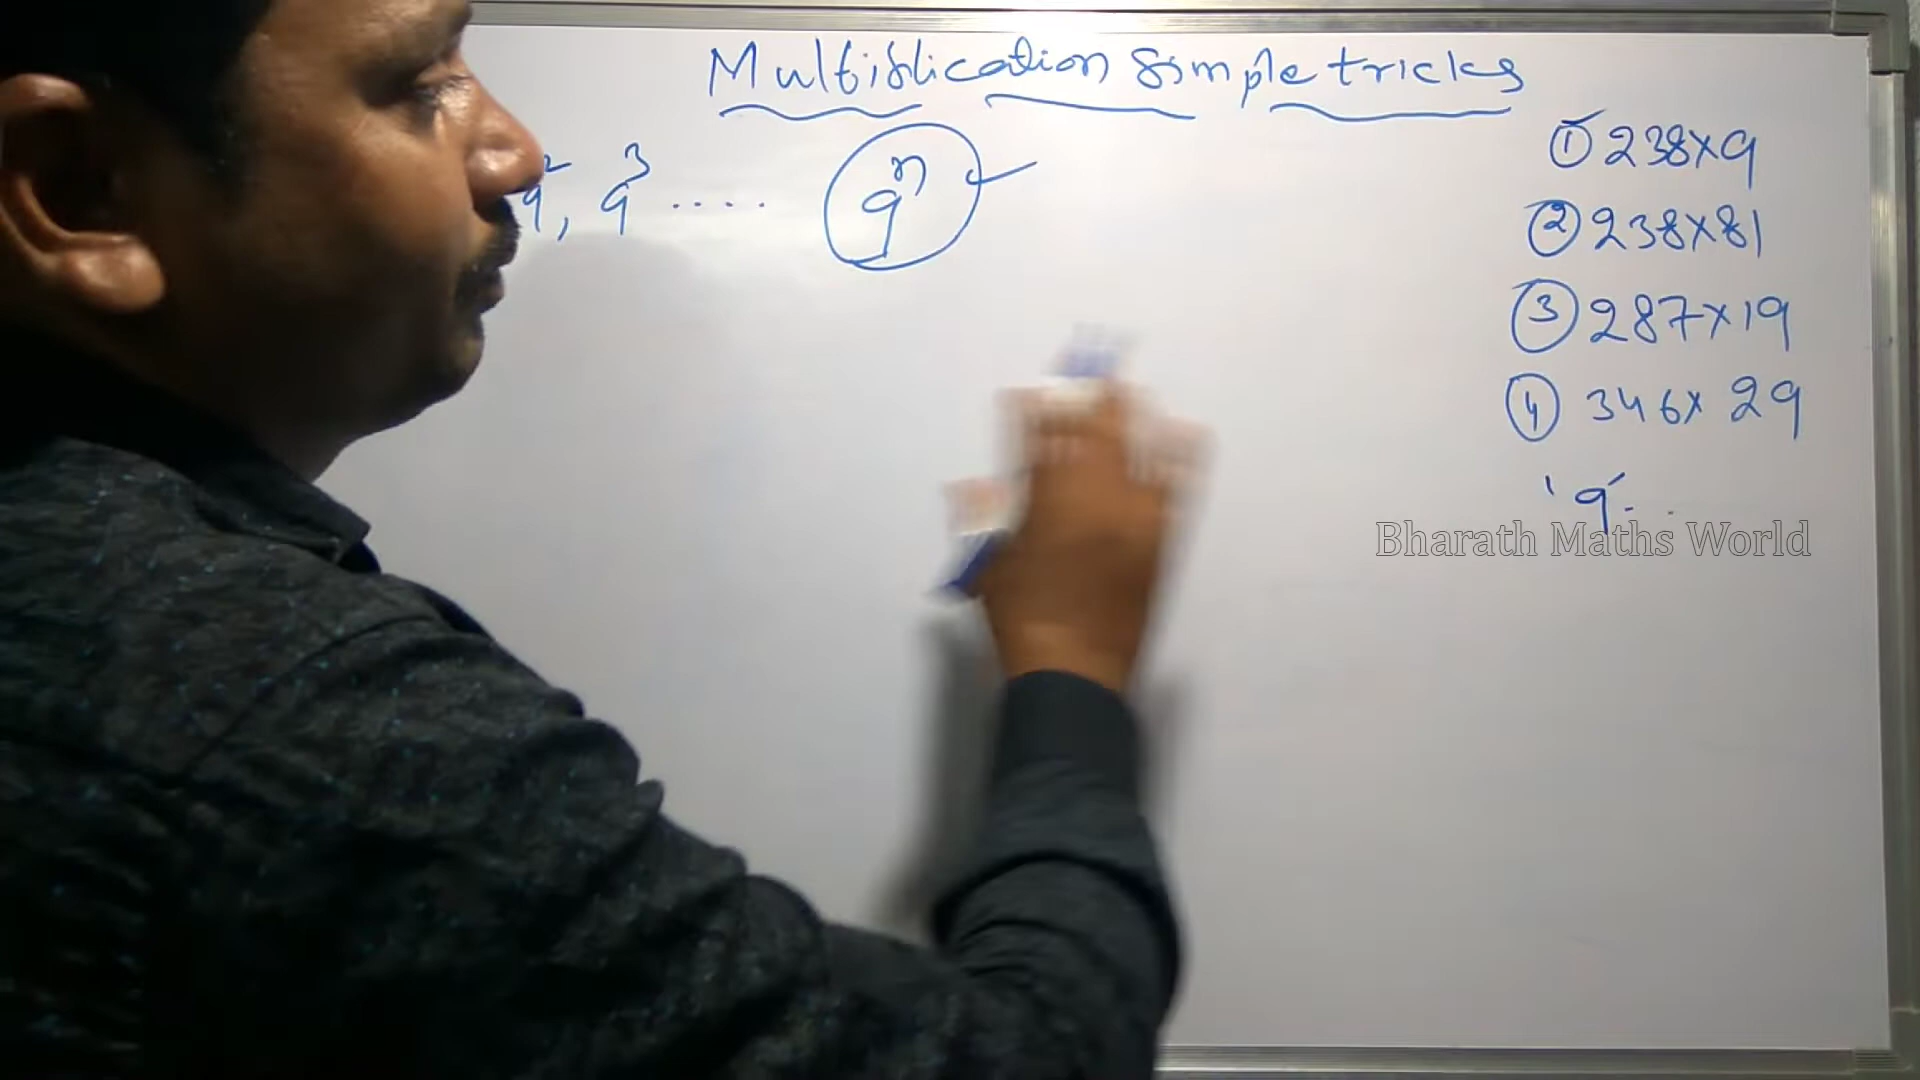 Multiplication Simple tricks
9², 9³ .... 9ⁿ
① 238×9
② 238×81
③ 287×19
④ 346× 29
'9'...
Bharath Maths World